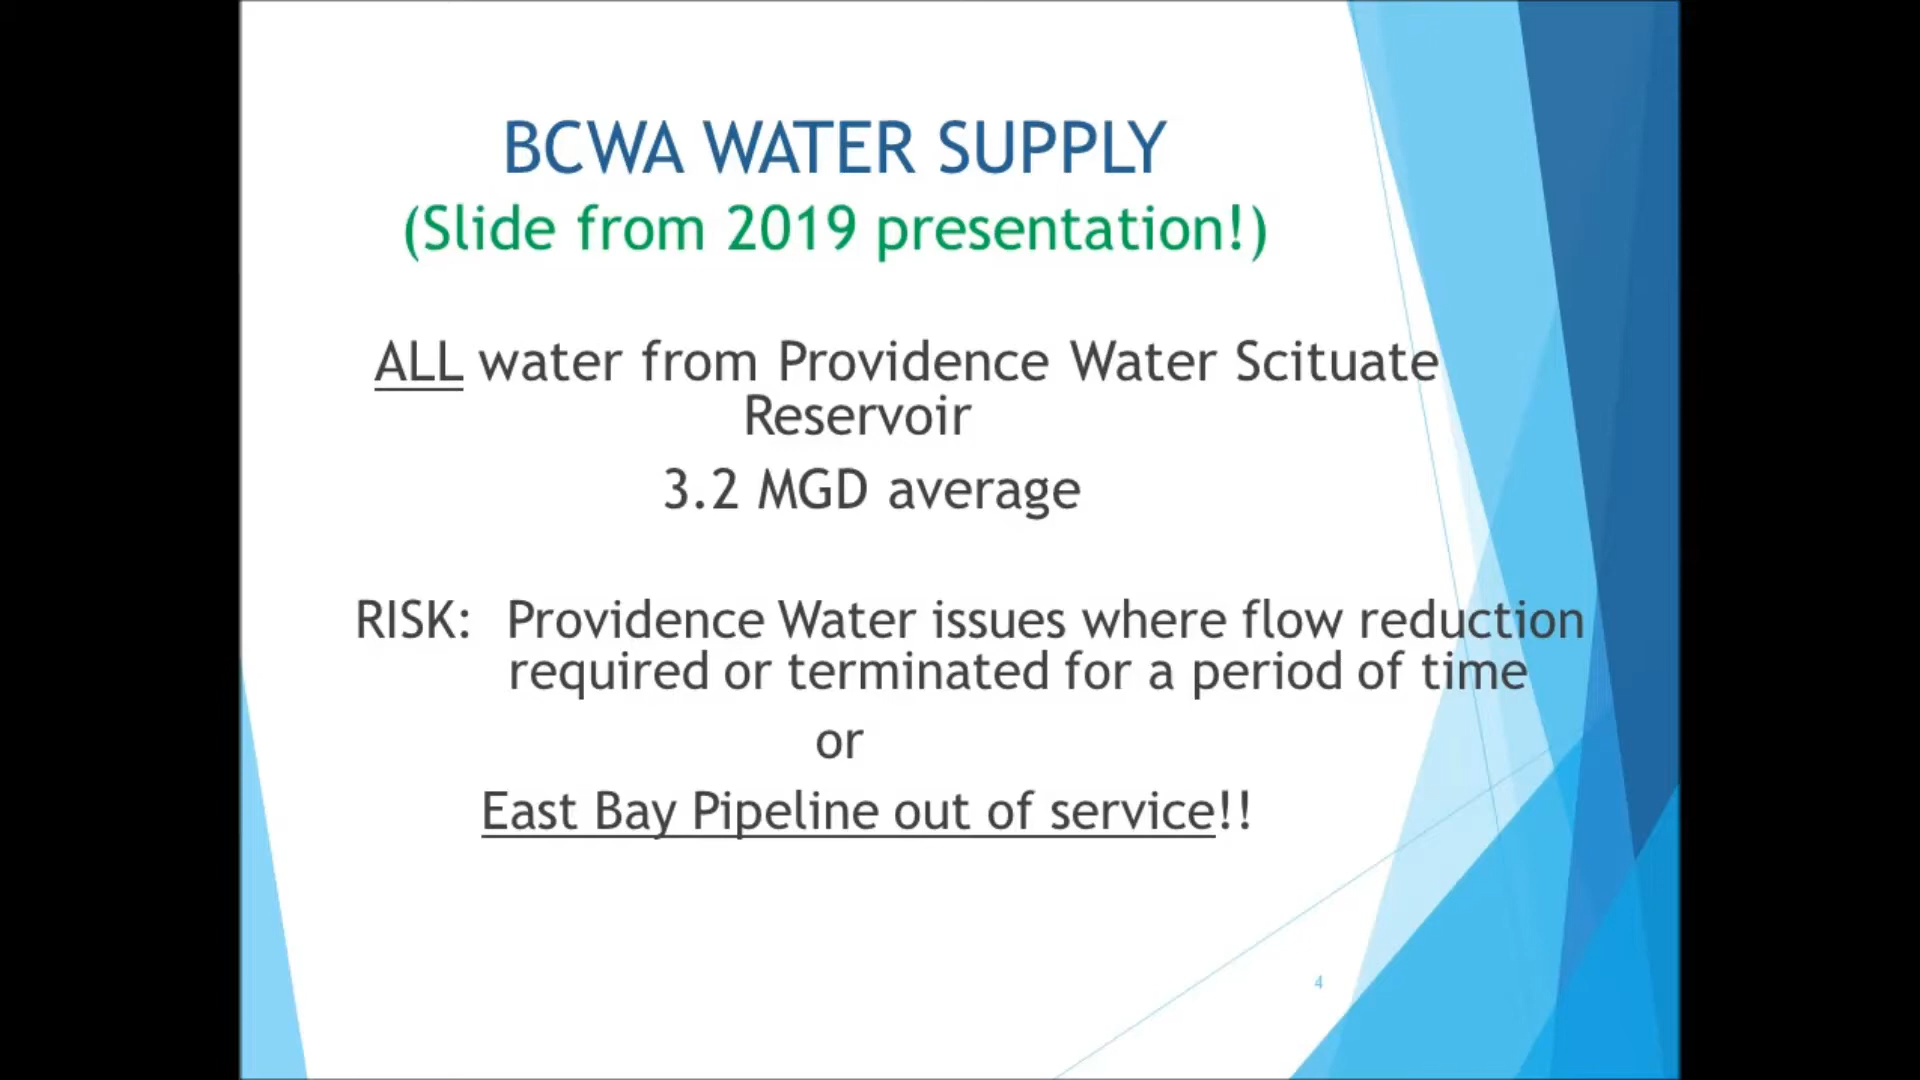 BCWA WATER SUPPLY
(Slide from 2019 presentation!)
ALL water from Providence Water Scituate
Reservoir
3.2 MGD average
RISK: Providence Water issues where flow reduction
required or terminated for a period of time
or
East Bay Pipeline out of service!!
4